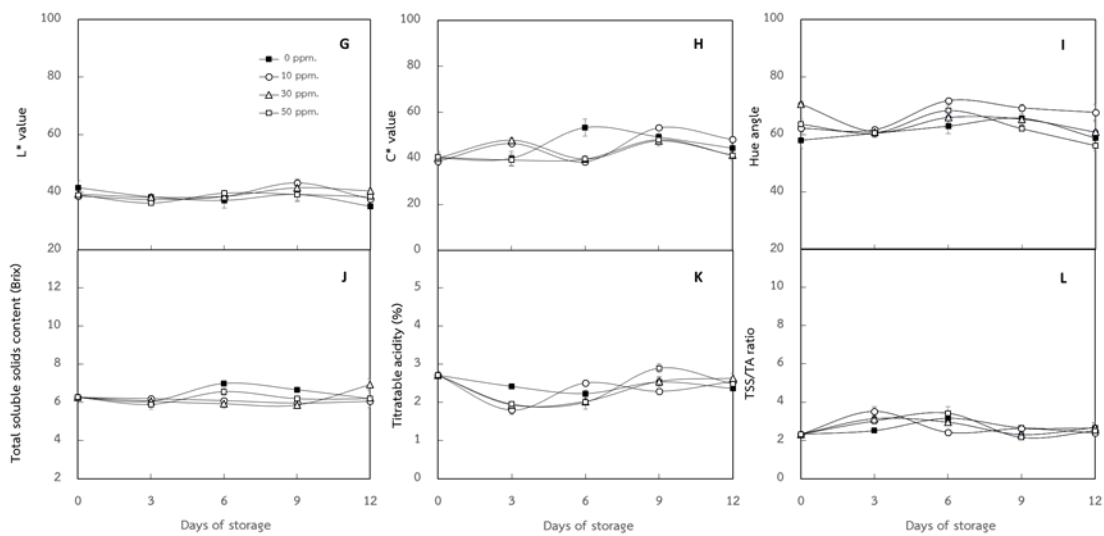 G
H
I
0 ppm.
10 ppm.
30 ppm.
50 ppm.
L* value
100
80
60
40
20
C* value
100
80
60
40
20
0
Hue angle
100
80
60
40
20
J
K
L
Total soluble solids content (Brix)
12
10
8
6
4
2
Titratable acidity (%)
5
4
3
2
1
0
TSS/TA ratio
12
10
8
6
4
2
0
0 3 6 9 12
0 3 6 9 12
0 3 6 9 12
Days of storage
Days of storage
Days of storage